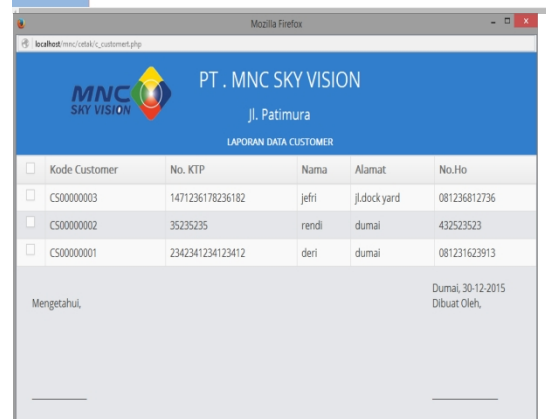 Mozilla Firefox
localhost/mnc/cetak/c_customert.php
MNC
SKY VISION
PT . MNC SKY VISION
Jl. Patimura
LAPORAN DATA CUSTOMER
Kode Customer No. KTP Nama Alamat No.Ho
CS00000003 1471236178236182 jefri jl.dock yard 081236812736
CS00000002 35235235 rendi dumai 432523523
CS00000001 2342341234123412 deri dumai 081231623913
Dumai, 30-12-2015
Mengetahui, Dibuat Oleh,